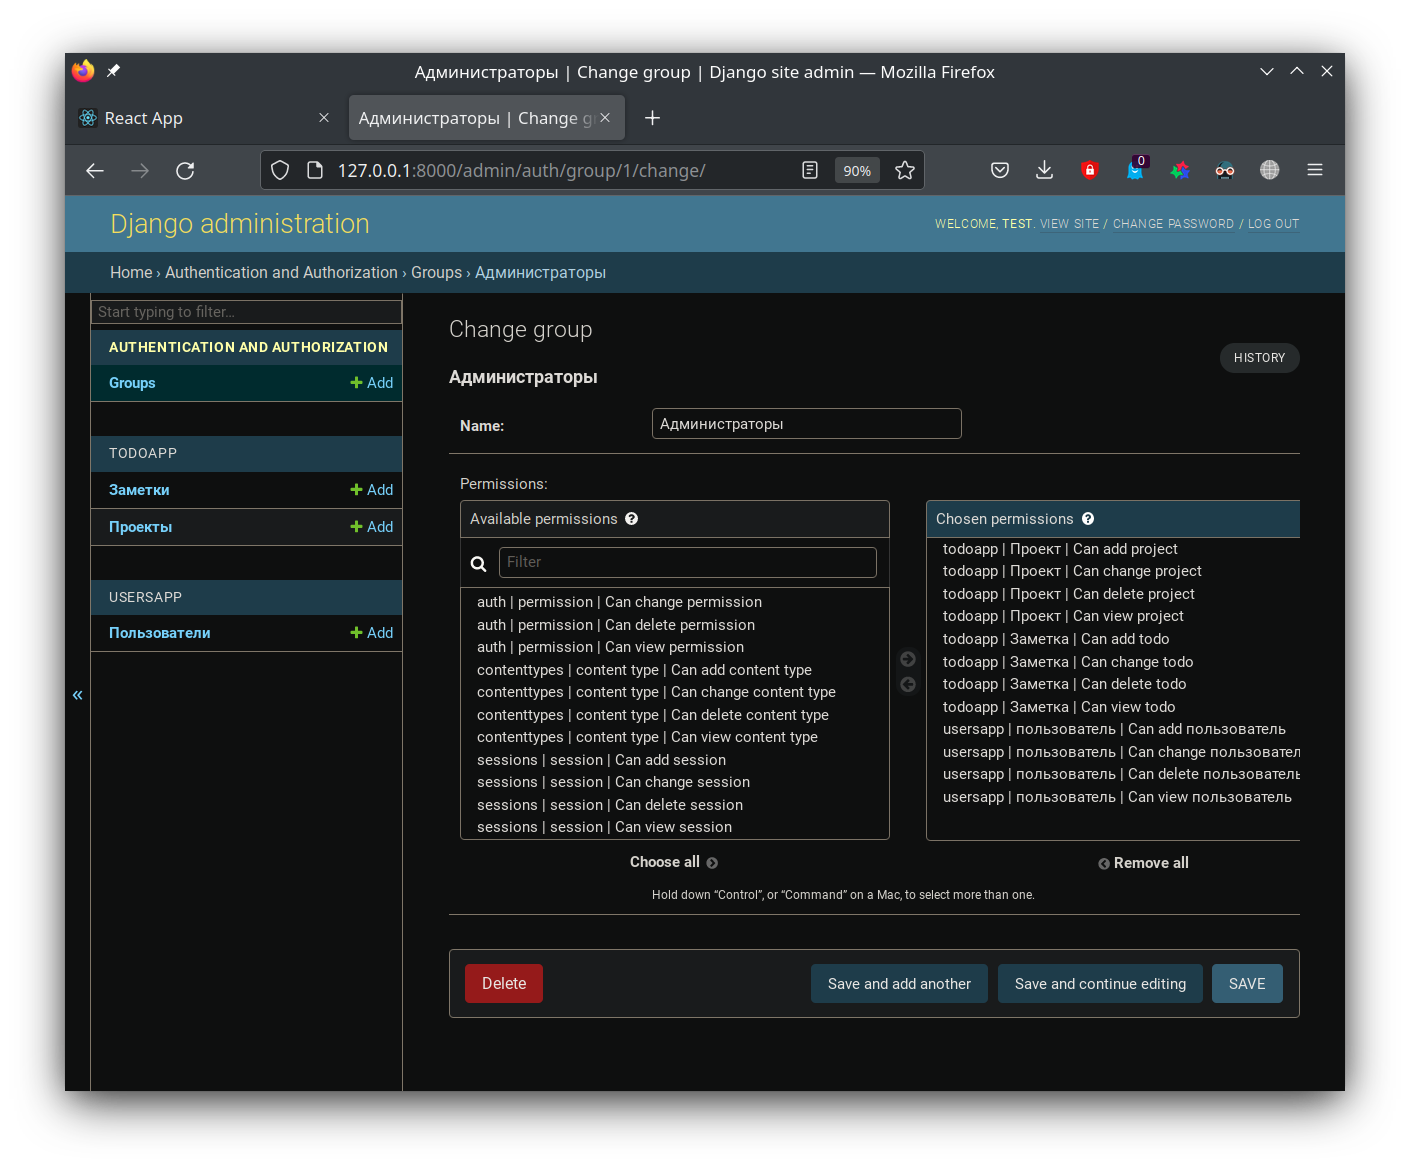 Администраторы | Change group | Django site admin — Mozilla Firefox
React App
Администраторы | Change
127.0.0.1:8000/admin/auth/group/1/change/
90%
0
Django administration
WELCOME, TEST. VIEW SITE / CHANGE PASSWORD / LOG OUT
Home › Authentication and Authorization › Groups › Администраторы
Start typing to filter…
AUTHENTICATION AND AUTHORIZATION
Groups
Add
TODOAPP
Заметки
Add
Проекты
Add
USERSAPP
Пользователи
Add
«
Change group
HISTORY
Администраторы
Name:
Администраторы
Permissions:
Available permissions
Filter
auth | permission | Can change permission
auth | permission | Can delete permission
auth | permission | Can view permission
contenttypes | content type | Can add content type
contenttypes | content type | Can change content type
contenttypes | content type | Can delete content type
contenttypes | content type | Can view content type
sessions | session | Can add session
sessions | session | Can change session
sessions | session | Can delete session
sessions | session | Can view session
Choose all
Chosen permissions
todoapp | Проект | Can add project
todoapp | Проект | Can change project
todoapp | Проект | Can delete project
todoapp | Проект | Can view project
todoapp | Заметка | Can add todo
todoapp | Заметка | Can change todo
todoapp | Заметка | Can delete todo
todoapp | Заметка | Can view todo
usersapp | пользователь | Can add пользователь
usersapp | пользователь | Can change пользовател
usersapp | пользователь | Can delete пользователь
usersapp | пользователь | Can view пользователь
Remove all
Hold down “Control”, or “Command” on a Mac, to select more than one.
Delete
Save and add another
Save and continue editing
SAVE